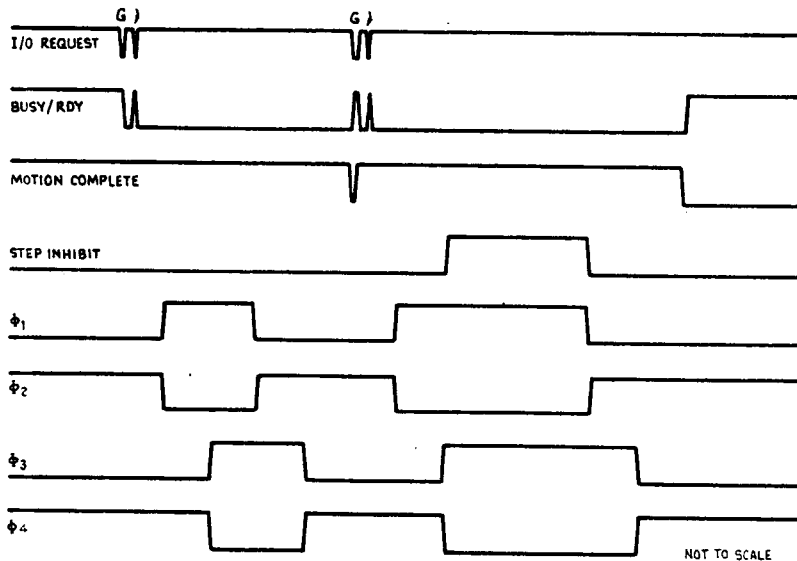 G )
G )
I/O REQUEST
BUSY/RDY
MOTION COMPLETE
STEP INHIBIT
ϕ1
ϕ2
ϕ3
ϕ4
NOT TO SCALE